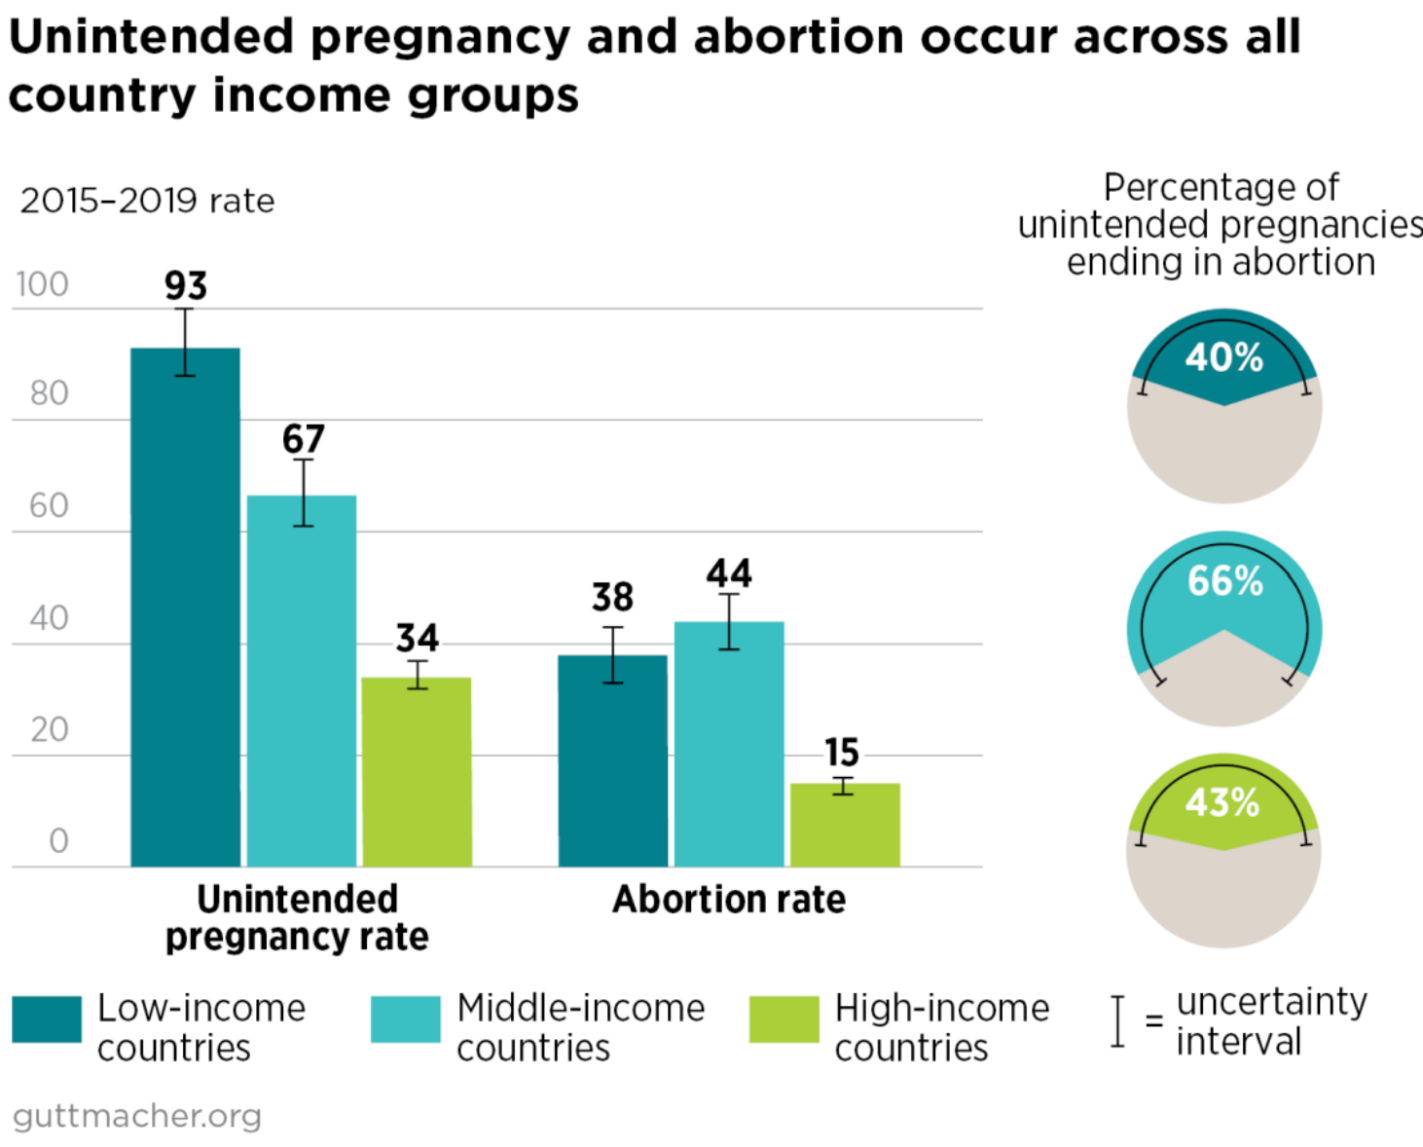 Unintended pregnancy and abortion occur across all
country income groups
2015–2019 rate
100
80
60
40
20
0
93
67
34
38
44
15
Unintended
pregnancy rate
Abortion rate
Percentage of
unintended pregnancies
ending in abortion
40%
66%
43%
Low-income
countries
Middle-income
countries
High-income
countries
= uncertainty
interval
guttmacher.org